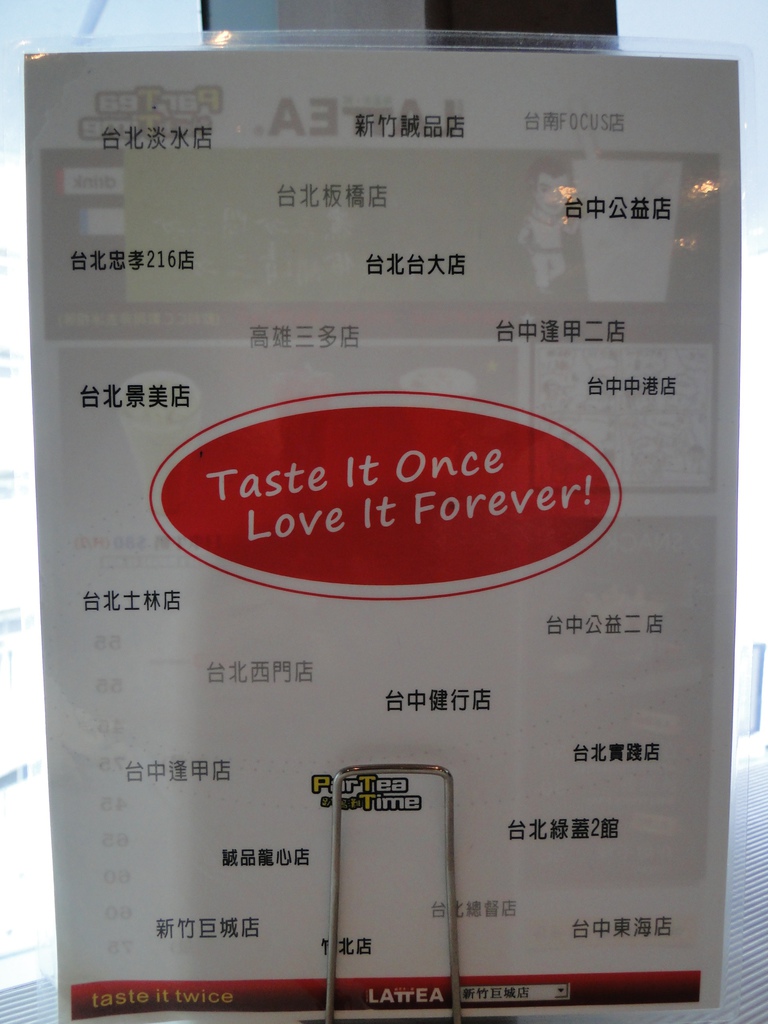 台北淡水店
新竹誠品店
台南FOCUS店
台北板橋店
台中公益店
台北忠孝216店
台北台大店
高雄三多店
台中逢甲二店
台中中港店
台北景美店
Taste It Once
Love It Forever!
台北士林店
台中公益二店
台北西門店
台中健行店
台北實踐店
台中逢甲店
ParTea
Time
台北綠蓋2館
誠品龍心店
台北總督店
新竹巨城店
竹北店
台中東海店
taste it twice
LATTEA
新竹巨城店